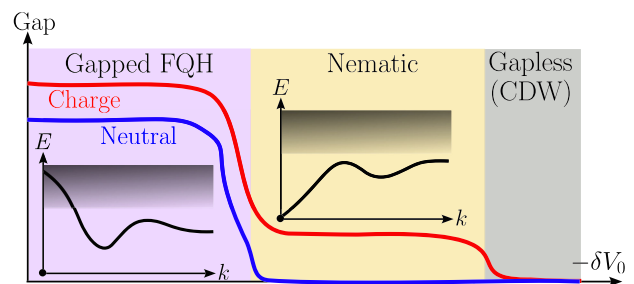 Gap
Gapped FQH
Nematic
Gapless
(CDW)
Charge
Neutral
E
k
E
k
−δV₀